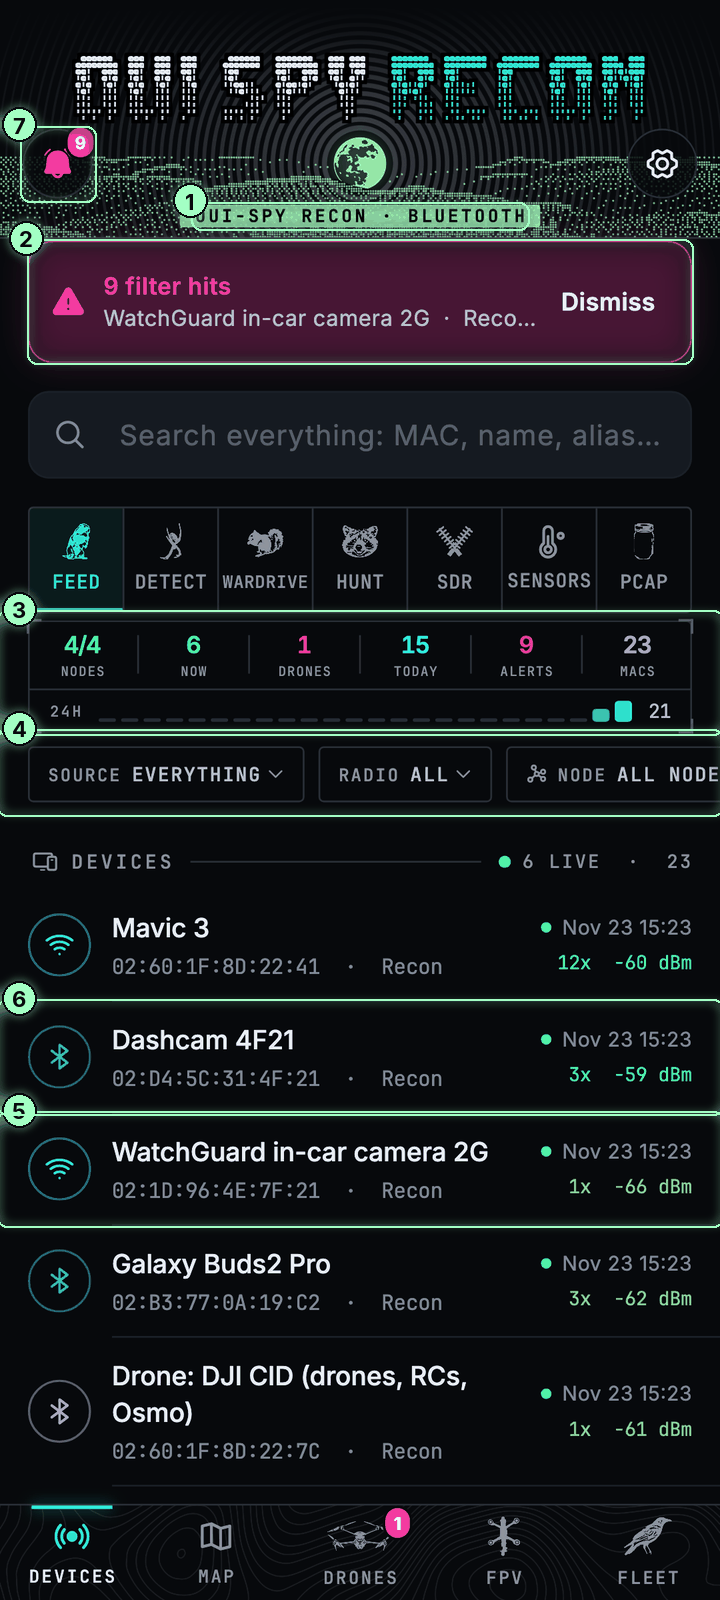 OUI SPY RECON
7
9
1
OUI-SPY RECON · BLUETOOTH
2
9 filter hits
WatchGuard in-car camera 2G · Reco...
Dismiss
Search everything: MAC, name, alias...
FEED
DETECT
WARDRIVE
HUNT
SDR
SENSORS
PCAP
3
4/4
NODES
6
NOW
1
DRONES
15
TODAY
9
ALERTS
23
MACS
24H
21
4
SOURCE EVERYTHING
RADIO ALL
NODE ALL NODE
DEVICES
6 LIVE · 23
Mavic 3
Nov 23 15:23
02:60:1F:8D:22:41 · Recon
12x -60 dBm
6
Dashcam 4F21
Nov 23 15:23
02:D4:5C:31:4F:21 · Recon
3x -59 dBm
5
WatchGuard in-car camera 2G
Nov 23 15:23
02:1D:96:4E:7F:21 · Recon
1x -66 dBm
Galaxy Buds2 Pro
Nov 23 15:23
02:B3:77:0A:19:C2 · Recon
3x -62 dBm
Drone: DJI CID (drones, RCs,
Osmo)
Nov 23 15:23
02:60:1F:8D:22:7C · Recon
1x -61 dBm
DEVICES
MAP
1
DRONES
FPV
FLEET